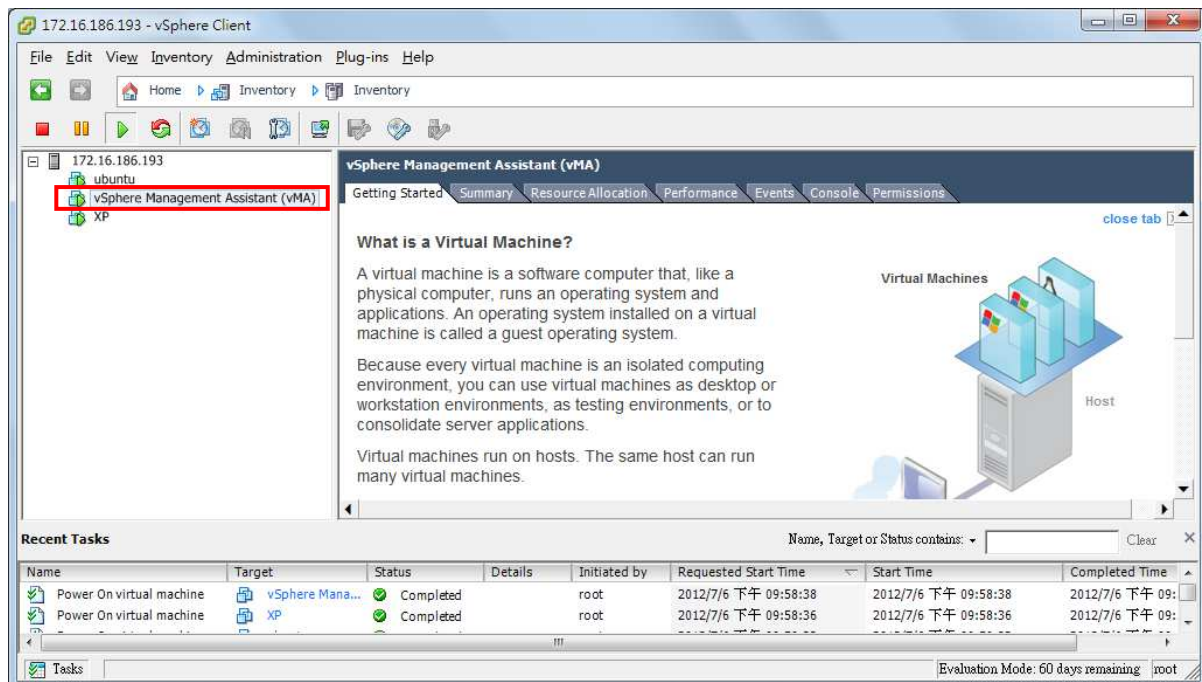 172.16.186.193 - vSphere Client
File Edit View Inventory Administration Plug-ins Help
Home Inventory Inventory
172.16.186.193
ubuntu
vSphere Management Assistant (vMA)
XP
vSphere Management Assistant (vMA)
Getting Started Summary Resource Allocation Performance Events Console Permissions
close tab
What is a Virtual Machine?
A virtual machine is a software computer that, like a
physical computer, runs an operating system and
applications. An operating system installed on a virtual
machine is called a guest operating system.
Because every virtual machine is an isolated computing
environment, you can use virtual machines as desktop or
workstation environments, as testing environments, or to
consolidate server applications.
Virtual machines run on hosts. The same host can run
many virtual machines.
Virtual Machines
Host
Recent Tasks Name, Target or Status contains: Clear
Name Target Status Details Initiated by Requested Start Time Start Time Completed Time
Power On virtual machine vSphere Mana... Completed root 2012/7/6 下午 09:58:38 2012/7/6 下午 09:58:38 2012/7/6 下午 09:
Power On virtual machine XP Completed root 2012/7/6 下午 09:58:36 2012/7/6 下午 09:58:36 2012/7/6 下午 09:
Tasks Evaluation Mode: 60 days remaining root